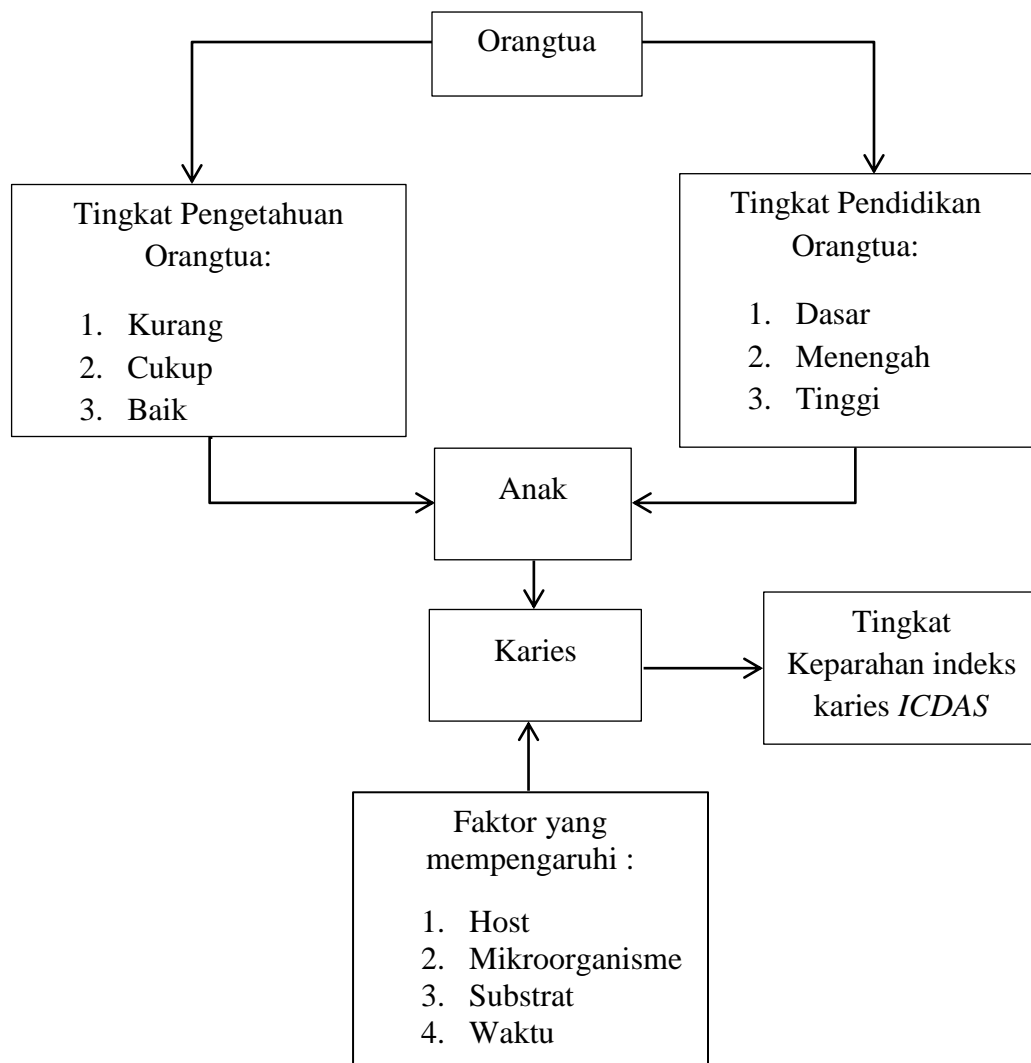 Orangtua
Tingkat Pengetahuan
Orangtua:
1. Kurang
2. Cukup
3. Baik
Tingkat Pendidikan
Orangtua:
1. Dasar
2. Menengah
3. Tinggi
Anak
Karies
Tingkat
Keparahan indeks
karies ICDAS
Faktor yang
mempengaruhi :
1. Host
2. Mikroorganisme
3. Substrat
4. Waktu